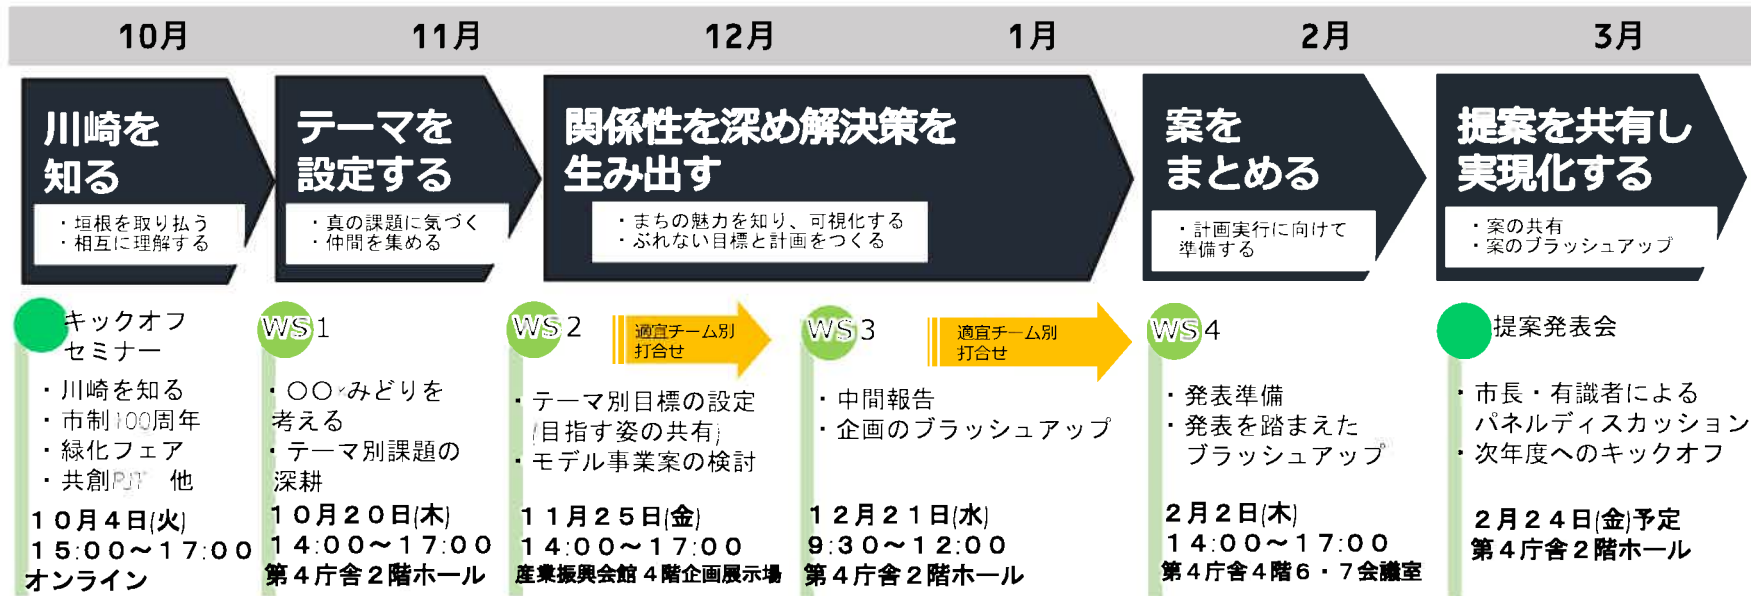 10月 11月 12月 1月 2月 3月
川崎を
知る
・垣根を取り払う
・相互に理解する
テーマを
設定する
・真の課題に気づく
・仲間を集める
関係性を深め解決策を
生み出す
・まちの魅力を知り、可視化する
・ぶれない目標と計画をつくる
案を
まとめる
・計画実行に向けて
準備する
提案を共有し
実現化する
・案の共有
・案のブラッシュアップ
キックオフ
セミナー
・川崎を知る
・市制100周年
・緑化フェア
・共創PJT 他
10月4日(火)
15:00～17:00
オンライン
WS1
・〇〇×みどりを
考える
・テーマ別課題の
深耕
10月20日(木)
14:00～17:00
第4庁舎2階ホール
WS2
適宜チーム別
打合せ
・テーマ別目標の設定
(目指す姿の共有)
・モデル事業案の検討
11月25日(金)
14:00～17:00
産業振興会館4階企画展示場
WS3
適宜チーム別
打合せ
・中間報告
・企画のブラッシュアップ
12月21日(水)
9:30～12:00
第4庁舎2階ホール
WS4
・発表準備
・発表を踏まえた
ブラッシュアップ
2月2日(木)
14:00～17:00
第4庁舎4階6・7会議室
提案発表会
・市長・有識者による
パネルディスカッション
・次年度へのキックオフ
2月24日(金)予定
第4庁舎2階ホール